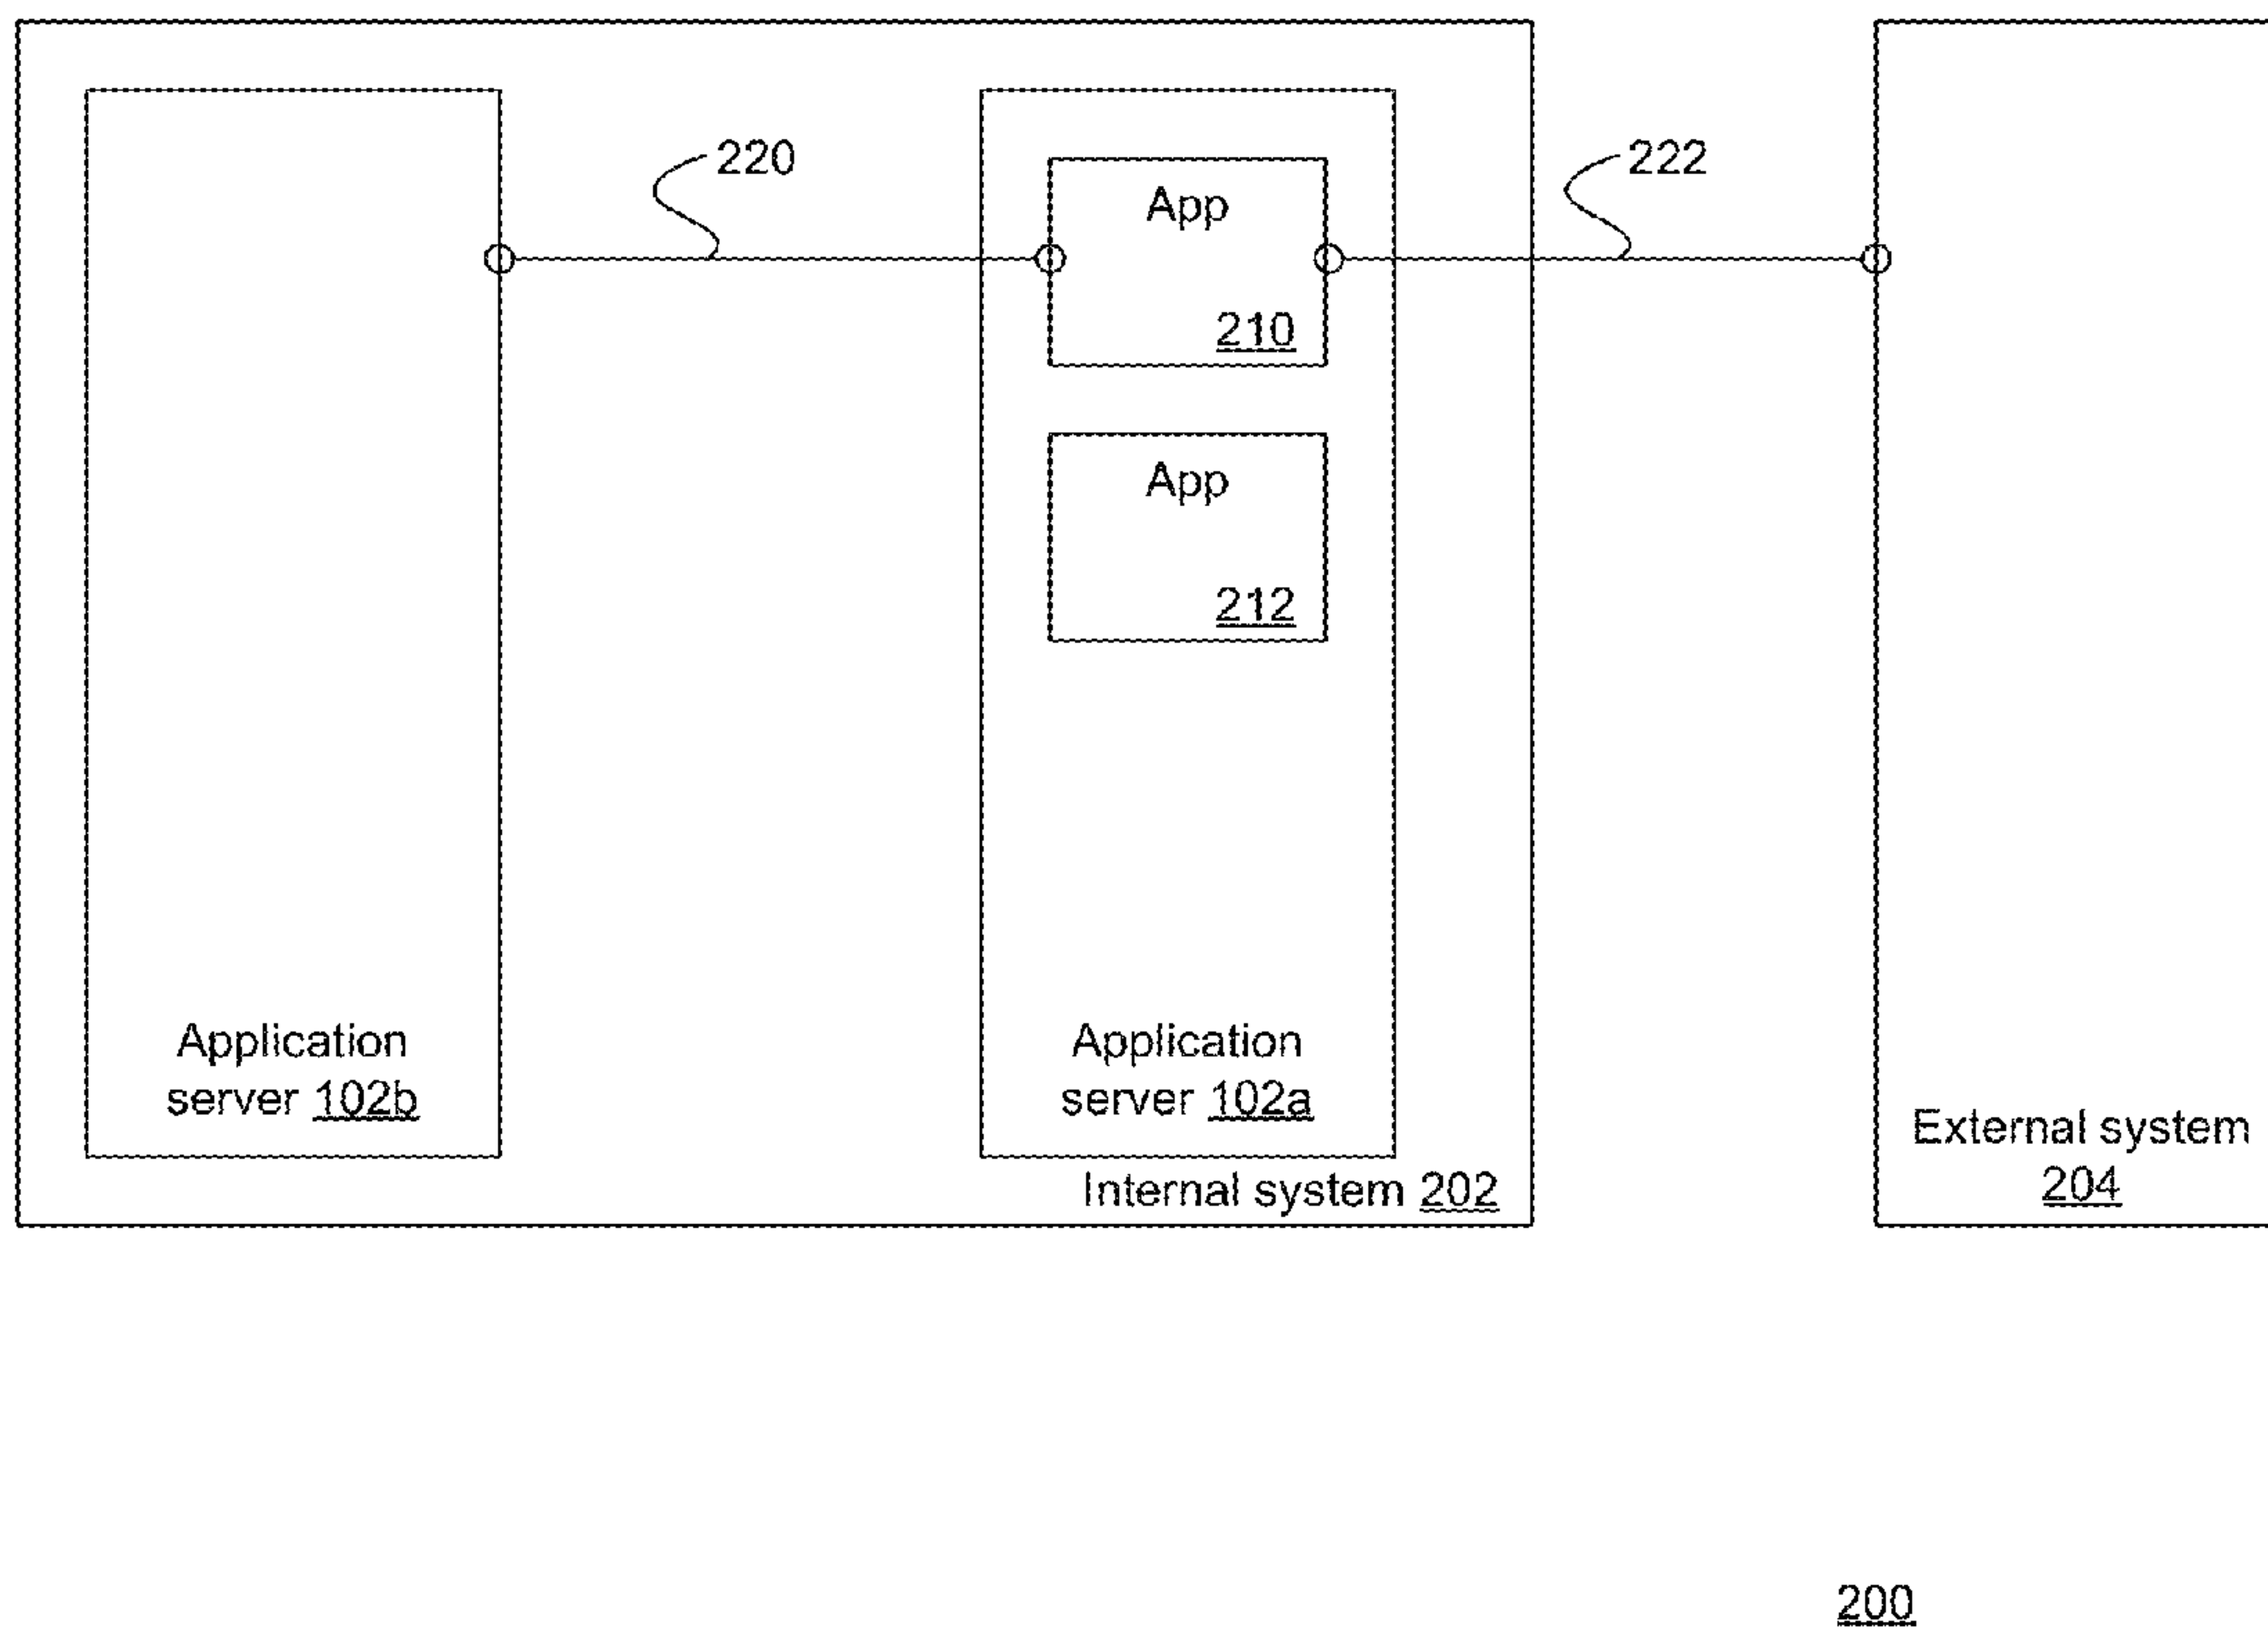 220
222
App
210
App
212
Application
server 102b
Application
server 102a
Internal system 202
External system
204
200